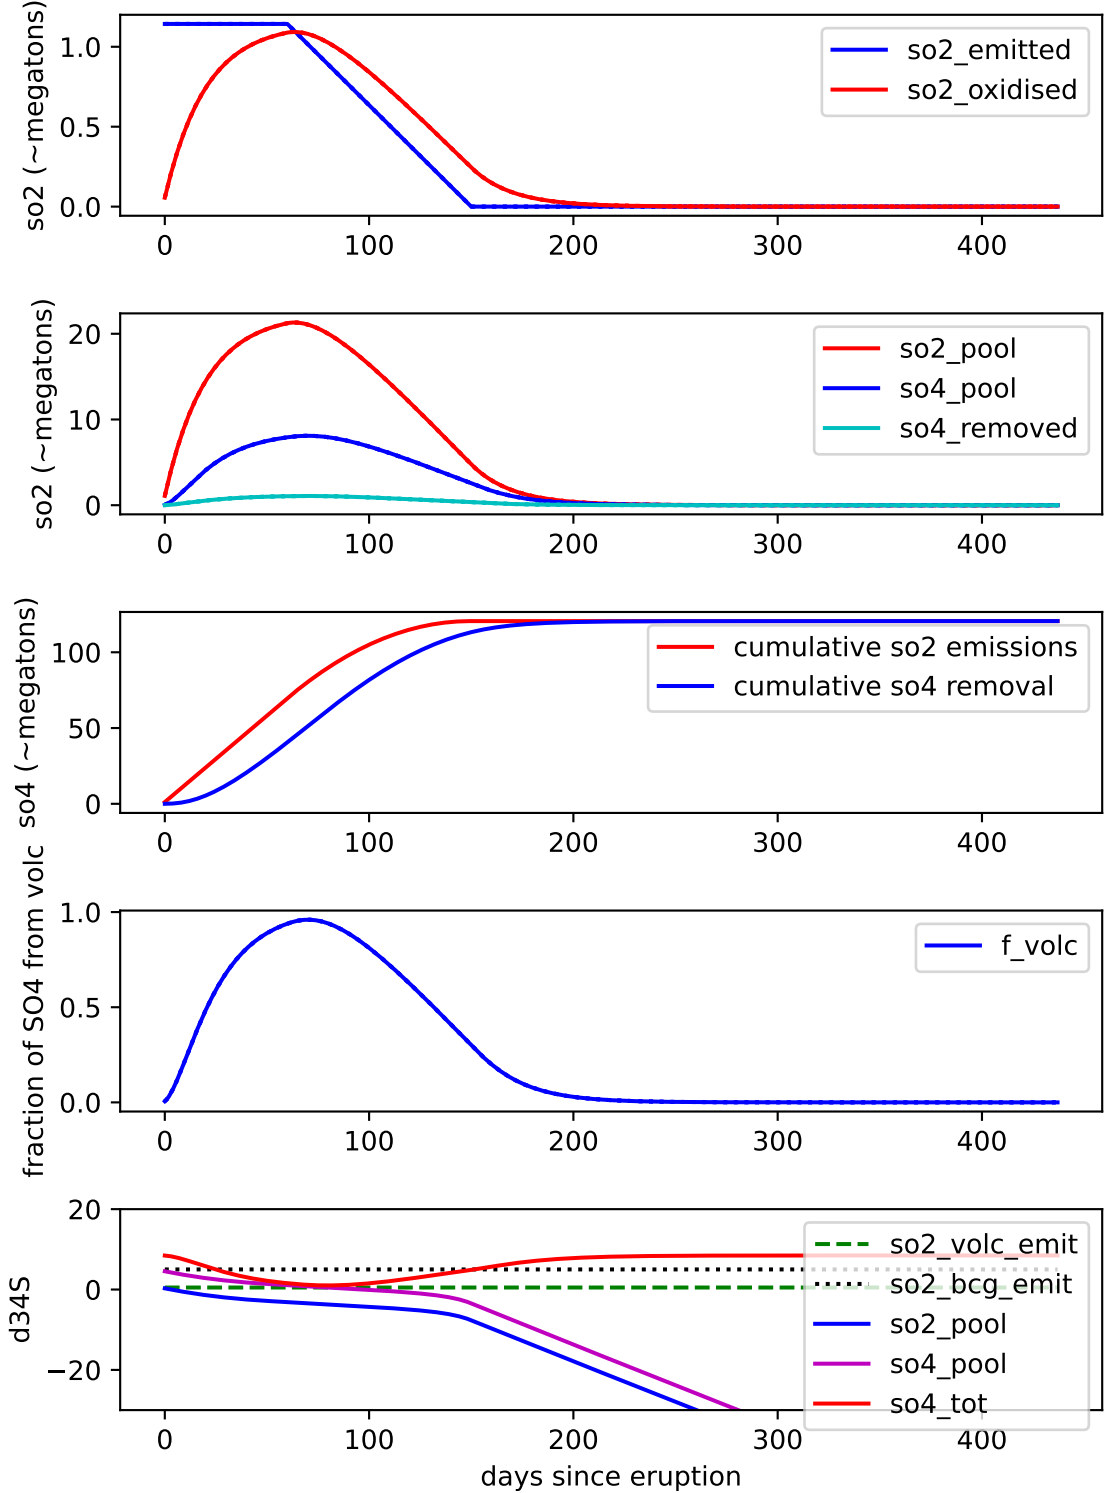 so2 (~megatons)
1.0
0.5
0.0
so2_emitted
so2_oxidised
0 100 200 300 400
so2 (~megatons)
20
10
0
so2_pool
so4_pool
so4_removed
0 100 200 300 400
so4 (~megatons)
100
50
0
cumulative so2 emissions
cumulative so4 removal
0 100 200 300 400
fraction of SO4 from volc
1.0
0.5
0.0
f_volc
0 100 200 300 400
d34S
20
0
−20
so2_volc_emit
so2_bcg_emit
so2_pool
so4_pool
so4_tot
0 100 200 300 400
days since eruption